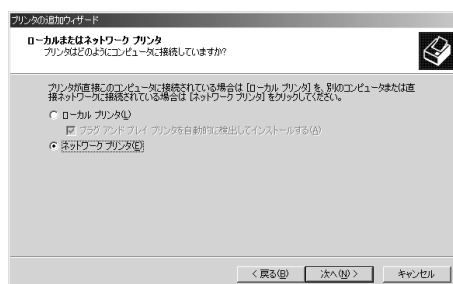 プリンタの追加ウィザード
ローカルまたはネットワーク プリンタ
プリンタはどのようにコンピュータに接続していますか?
プリンタが直接このコンピュータに接続されている場合は [ローカル プリンタ] を、別のコンピュータまたは直
接ネットワークに接続されている場合は [ネットワーク プリンタ] をクリックしてください。
ローカル プリンタ(L)
プラグ アンド プレイ プリンタを自動的に検出してインストールする(A)
ネットワーク プリンタ(E)
< 戻る(B)
次へ(N) >
キャンセル